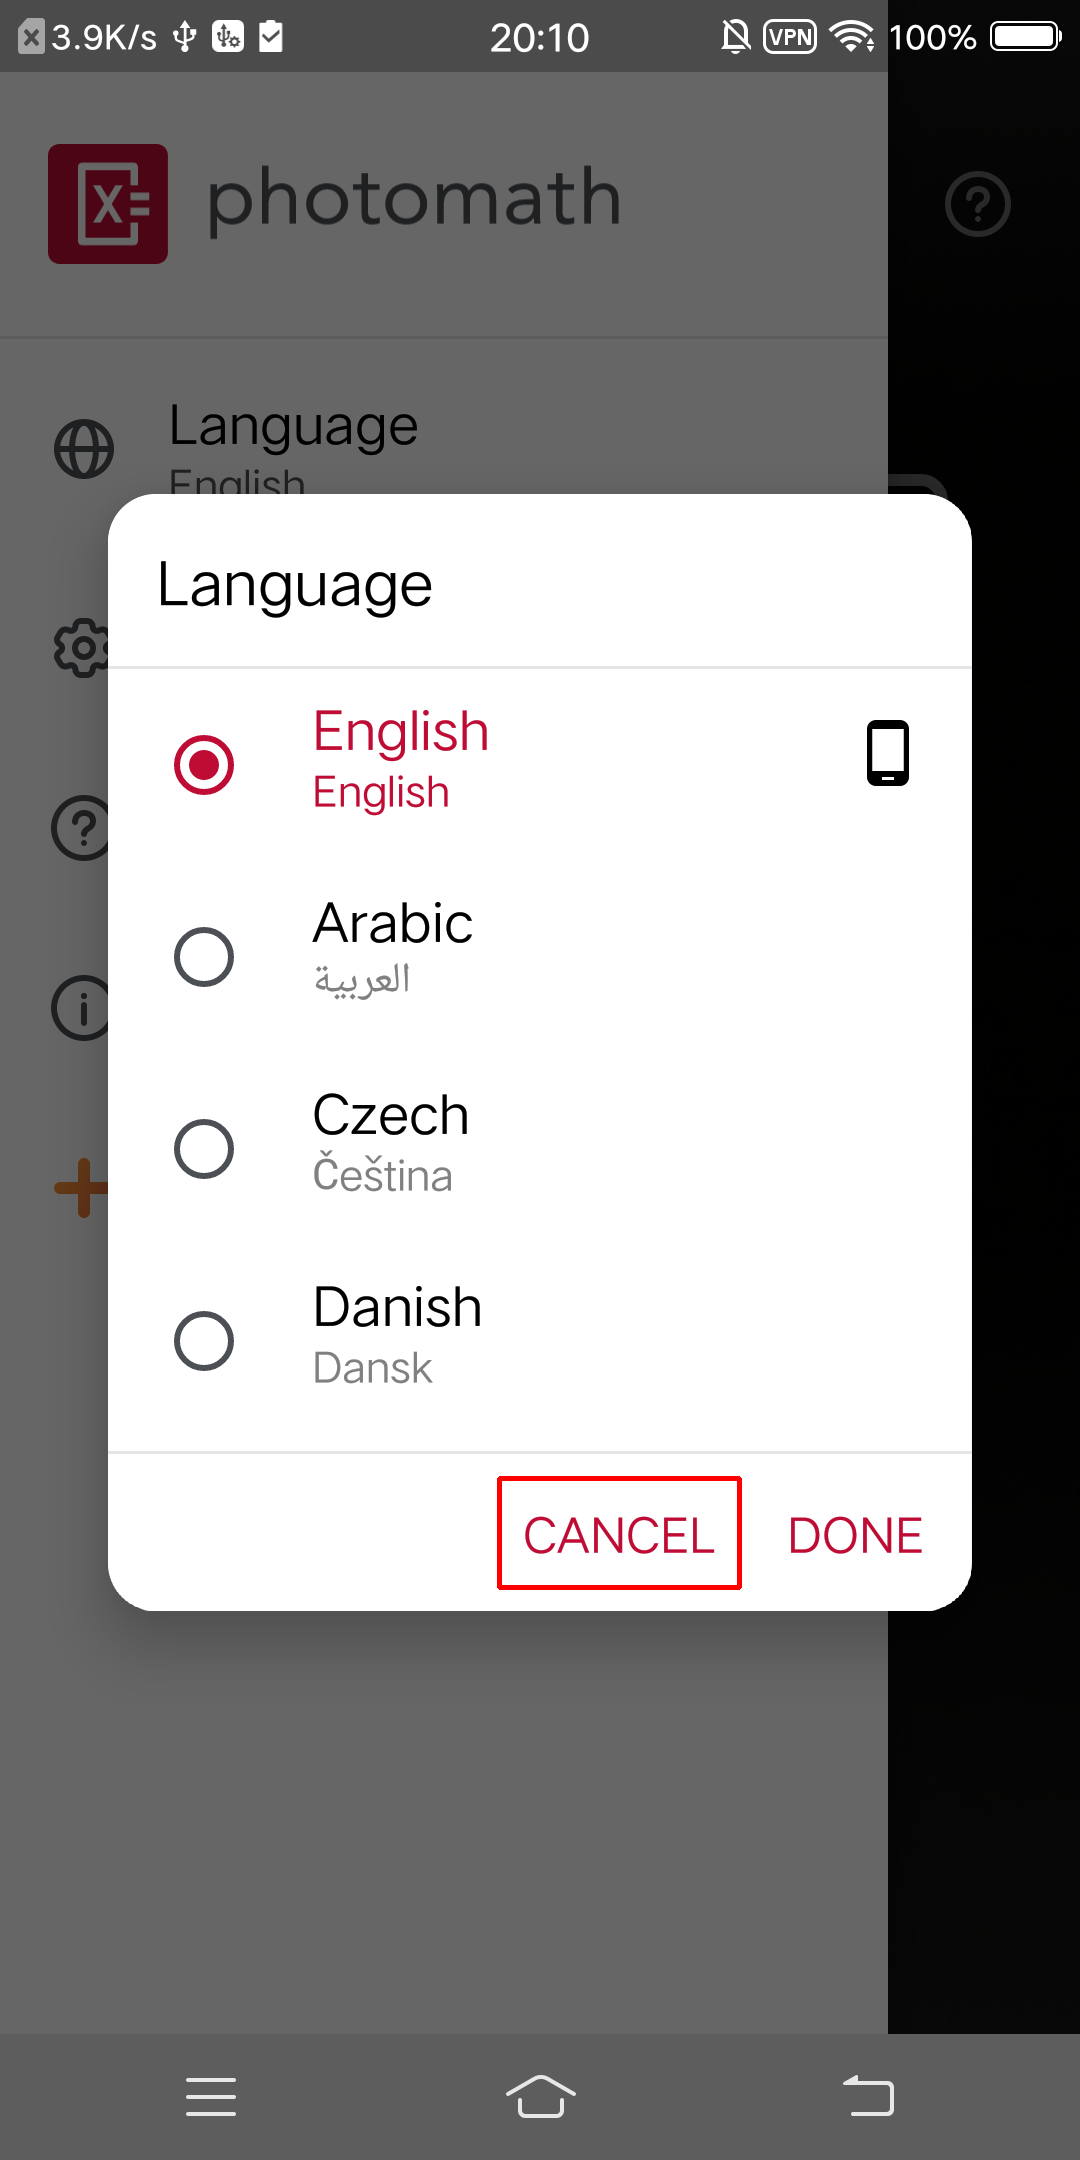 3.9K/s 20:10 VPN 100%
photomath
Language
English
Language
English
English
Arabic
العربية
Czech
Čeština
Danish
Dansk
CANCEL DONE